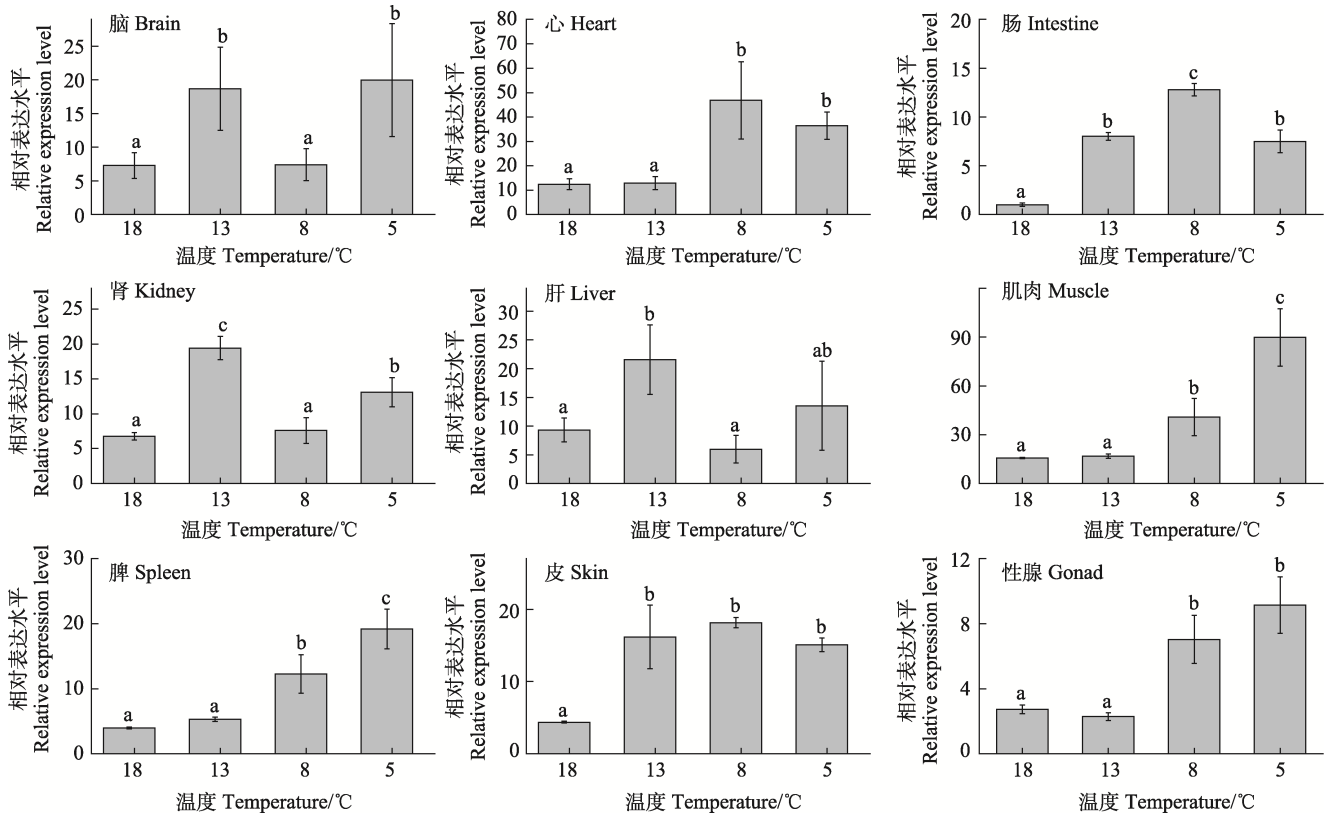 脑 Brain
相对表达水平
Relative expression level
25
20
15
10
5
0
a
b
a
b
18 13 8 5
温度 Temperature/℃
心 Heart
相对表达水平
Relative expression level
80
70
60
50
40
30
20
10
0
a
a
b
b
18 13 8 5
温度 Temperature/℃
肠 Intestine
相对表达水平
Relative expression level
20
15
10
5
0
a
b
c
b
18 13 8 5
温度 Temperature/℃
肾 Kidney
相对表达水平
Relative expression level
25
20
15
10
5
0
a
c
a
b
18 13 8 5
温度 Temperature/℃
肝 Liver
相对表达水平
Relative expression level
30
25
20
15
10
5
0
a
b
a
ab
18 13 8 5
温度 Temperature/℃
肌肉 Muscle
相对表达水平
Relative expression level
90
60
30
0
a
a
b
c
18 13 8 5
温度 Temperature/℃
脾 Spleen
相对表达水平
Relative expression level
30
20
10
0
a
a
b
c
18 13 8 5
温度 Temperature/℃
皮 Skin
相对表达水平
Relative expression level
20
10
0
a
b
b
b
18 13 8 5
温度 Temperature/℃
性腺 Gonad
相对表达水平
Relative expression level
12
8
4
0
a
a
b
b
18 13 8 5
温度 Temperature/℃